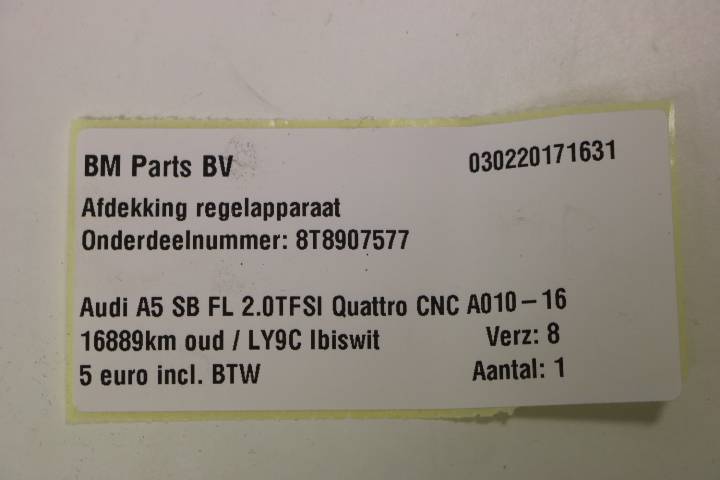 BM Parts BV 030220171631
Afdekking regelapparaat
Onderdeelnummer: 8T8907577
Audi A5 SB FL 2.0TFSI Quattro CNC A010-16
16889km oud / LY9C Ibiswit Verz: 8
5 euro incl. BTW Aantal: 1